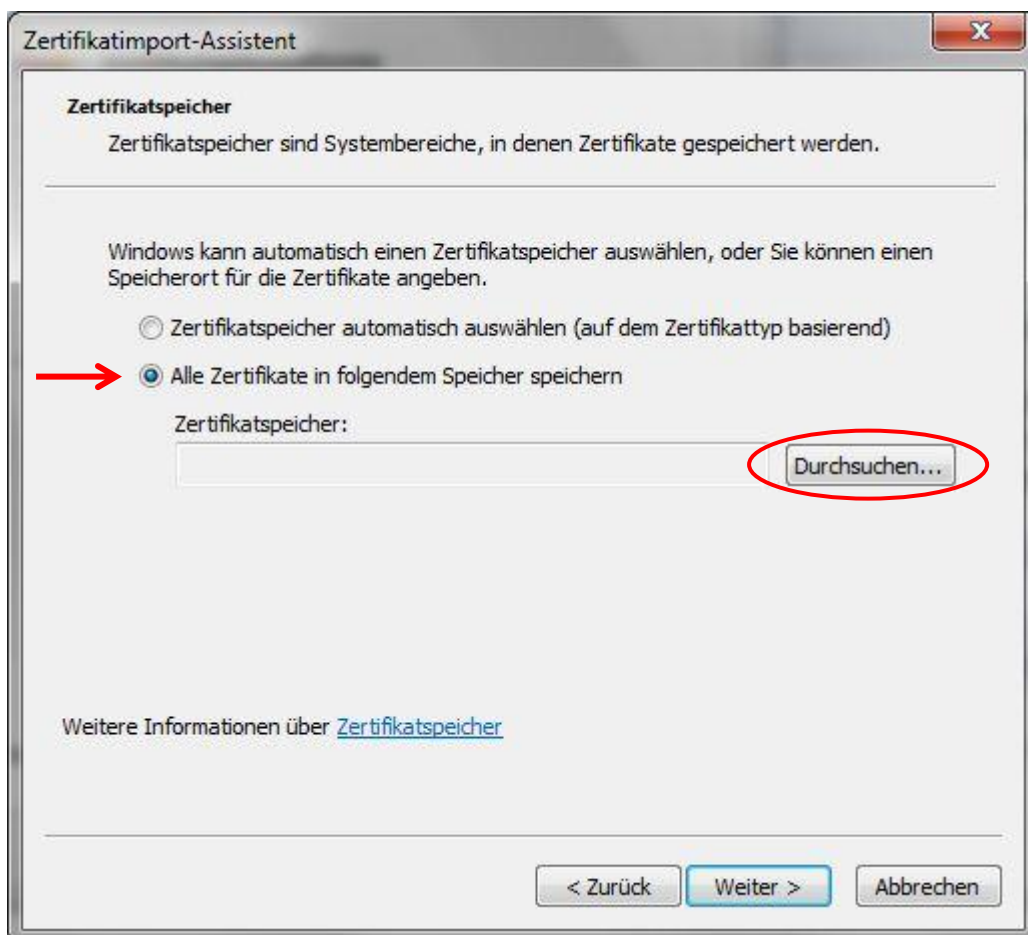 Zertifikatimport-Assistent
Zertifikatspeicher
Zertifikatspeicher sind Systembereiche, in denen Zertifikate gespeichert werden.
Windows kann automatisch einen Zertifikatspeicher auswählen, oder Sie können einen
Speicherort für die Zertifikate angeben.
Zertifikatspeicher automatisch auswählen (auf dem Zertifikattyp basierend)
Alle Zertifikate in folgendem Speicher speichern
Zertifikatspeicher:
Durchsuchen...
Weitere Informationen über Zertifikatspeicher
< Zurück Weiter > Abbrechen